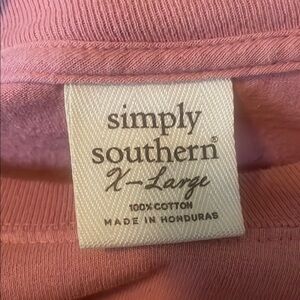 simply
southern®
X-Large
100% COTTON
MADE IN HONDURAS